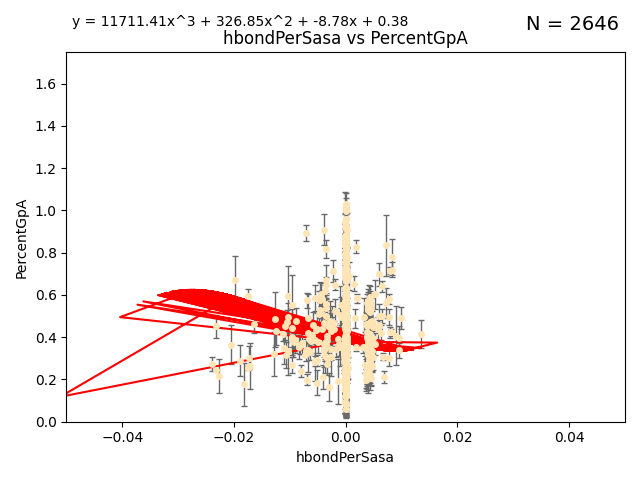 y = 11711.41x^3 + 326.85x^2 + -8.78x + 0.38
N = 2646
hbondPerSasa vs PercentGpA
PercentGpA
1.6
1.4
1.2
1.0
0.8
0.6
0.4
0.2
0.0
−0.04
−0.02
0.00
0.02
0.04
hbondPerSasa